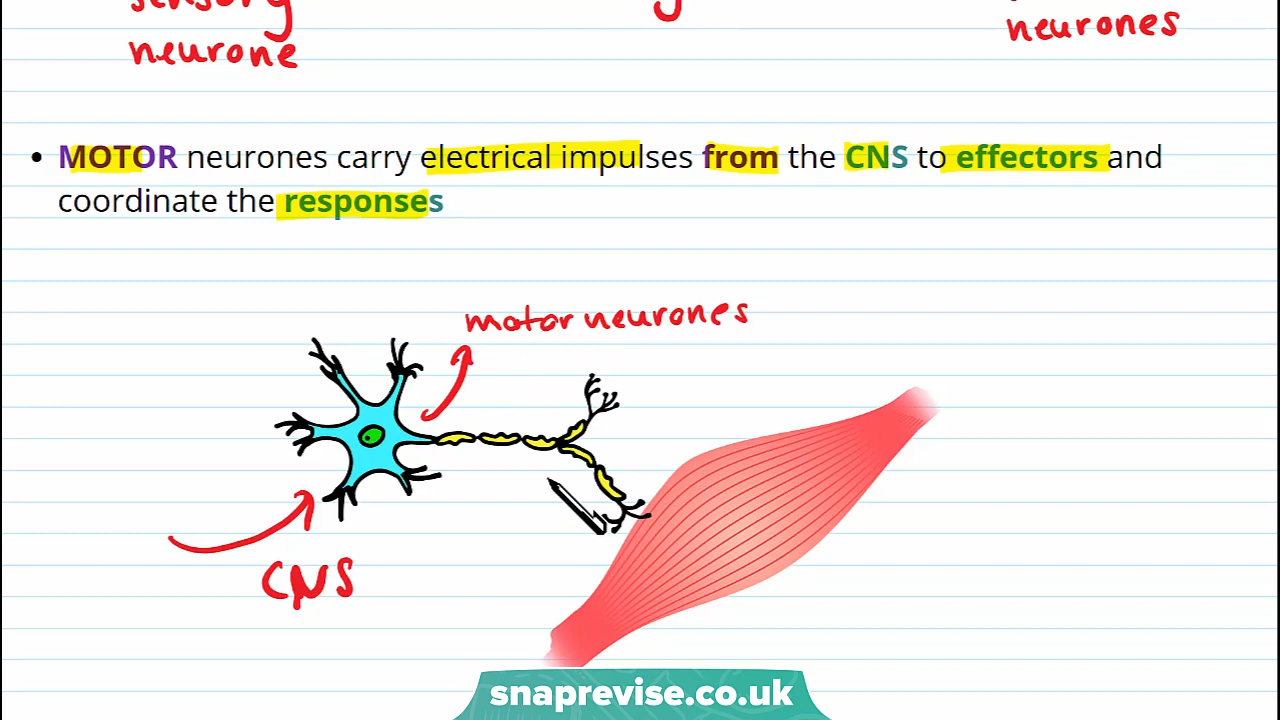 sensory
neurone
neurones
• MOTOR neurones carry electrical impulses from the CNS to effectors and
coordinate the responses
motor neurones
CNS
snaprevise.co.uk